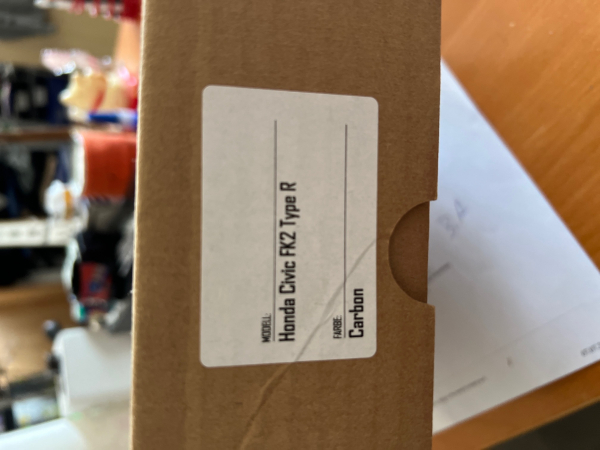 MODELL:
Honda Civic FK2 Type R
FARBE:
Carbon